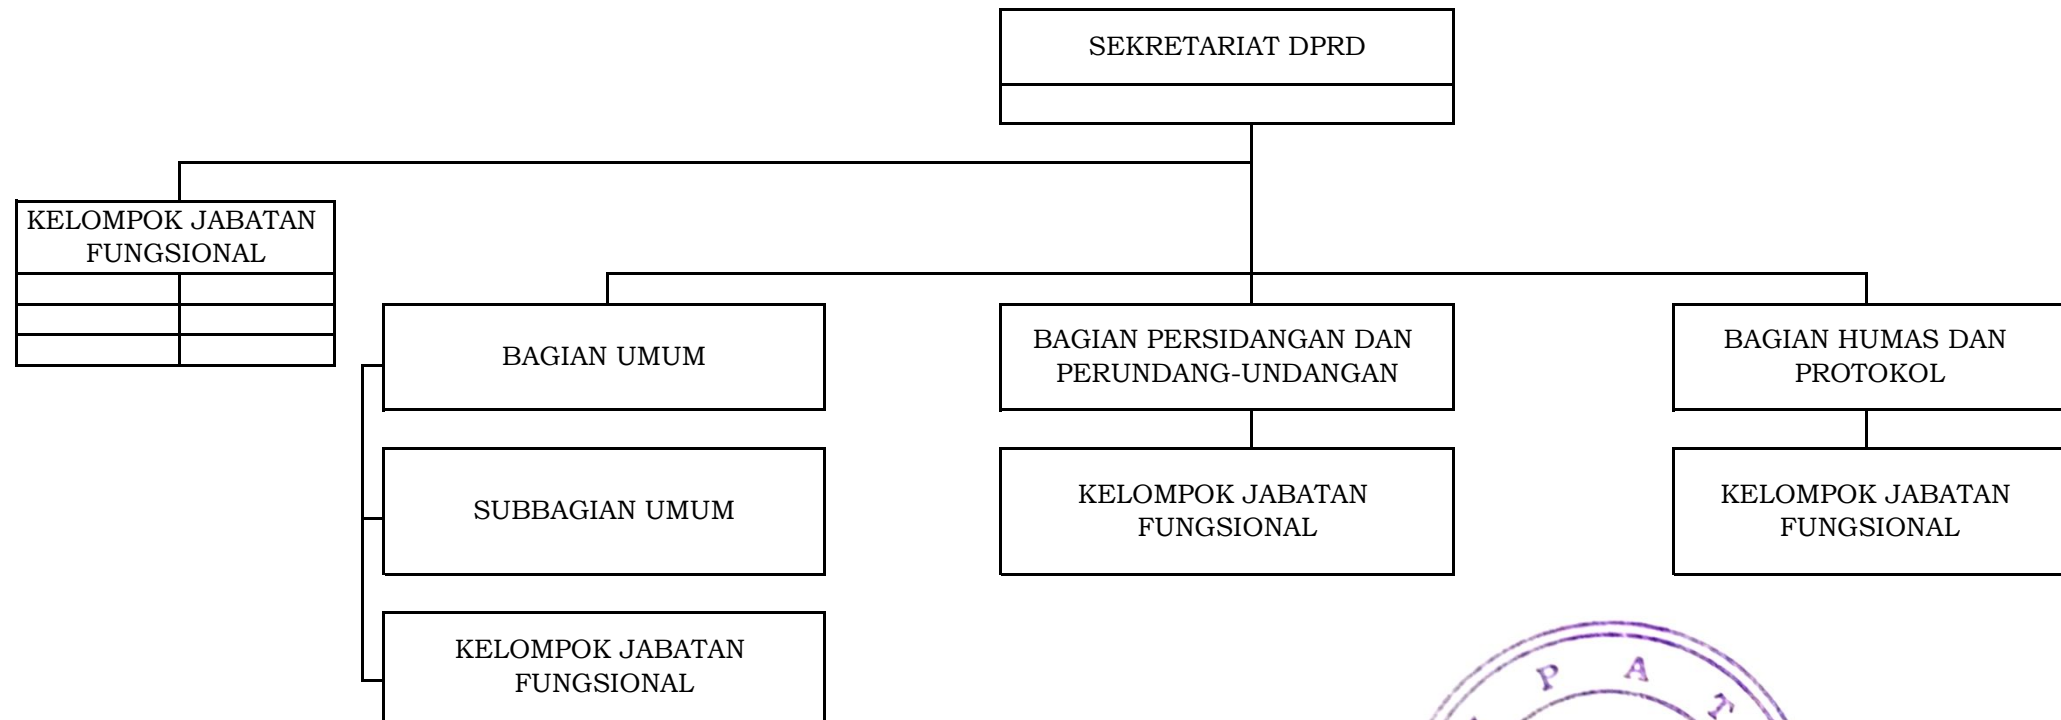 SEKRETARIAT DPRD
KELOMPOK JABATAN
FUNGSIONAL
BAGIAN UMUM
BAGIAN PERSIDANGAN DAN
PERUNDANG-UNDANGAN
BAGIAN HUMAS DAN
PROTOKOL
SUBBAGIAN UMUM
KELOMPOK JABATAN
FUNGSIONAL
KELOMPOK JABATAN
FUNGSIONAL
KELOMPOK JABATAN
FUNGSIONAL
P A T